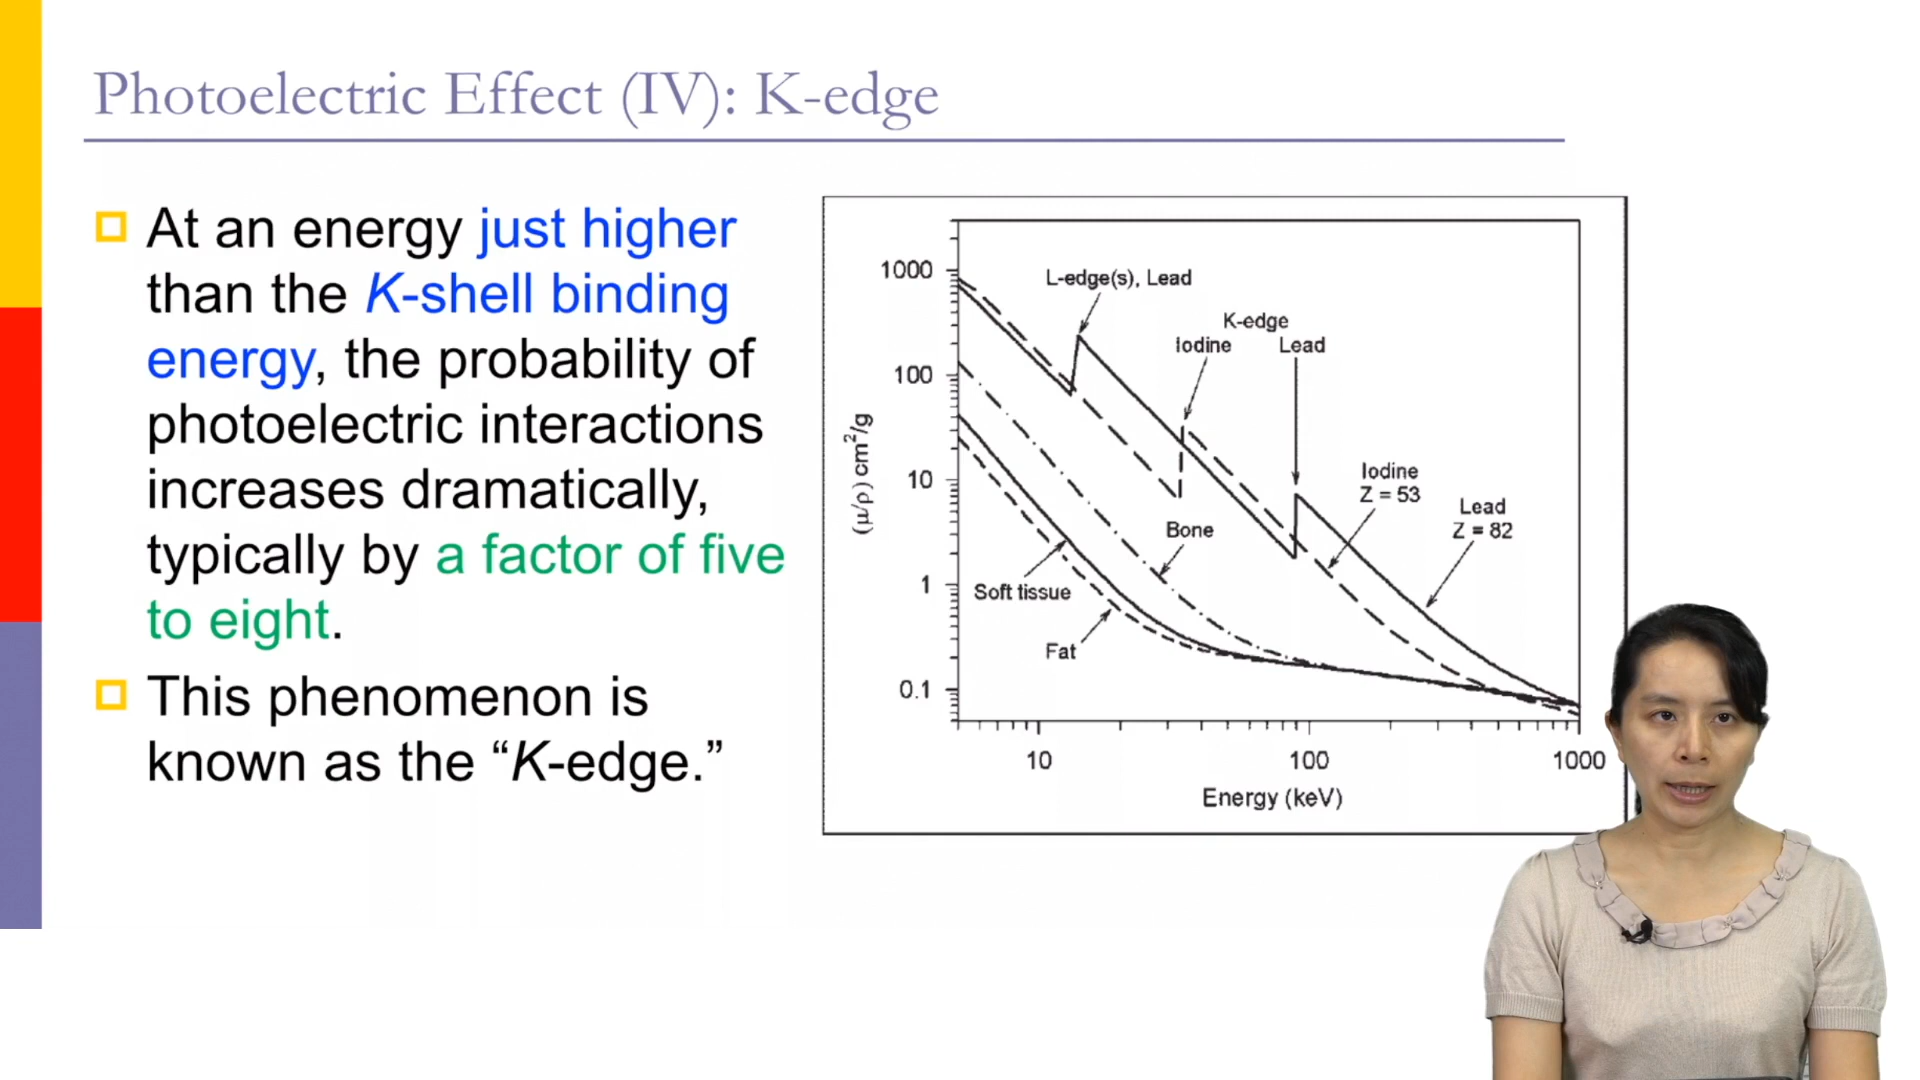 Photoelectric Effect (IV): K-edge
At an energy just higher
than the K-shell binding
energy, the probability of
photoelectric interactions
increases dramatically,
typically by a factor of five
to eight.
This phenomenon is
known as the “K-edge.”
1000
100
10
1
0.1
(μ/ρ) cm²/g
L-edge(s), Lead
K-edge
Iodine
Lead
Iodine
Z = 53
Lead
Z = 82
Bone
Soft tissue
Fat
10
100
1000
Energy (keV)